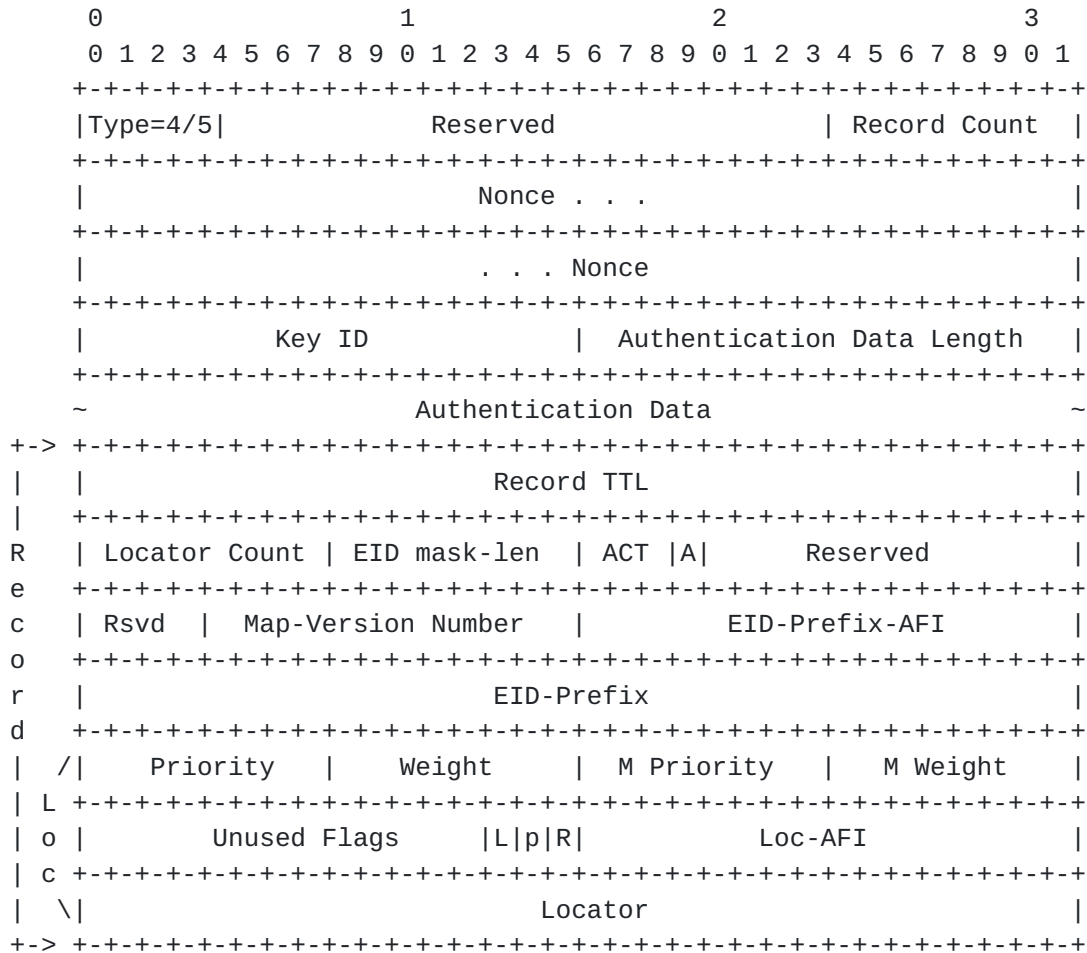 0                   1                   2                   3
        0 1 2 3 4 5 6 7 8 9 0 1 2 3 4 5 6 7 8 9 0 1 2 3 4 5 6 7 8 9 0 1
       +-+-+-+-+-+-+-+-+-+-+-+-+-+-+-+-+-+-+-+-+-+-+-+-+-+-+-+-+-+-+-+-+
       |Type=4/5|             Reserved                 | Record Count  |
       +-+-+-+-+-+-+-+-+-+-+-+-+-+-+-+-+-+-+-+-+-+-+-+-+-+-+-+-+-+-+-+-+
       |                         Nonce . . .                           |
       +-+-+-+-+-+-+-+-+-+-+-+-+-+-+-+-+-+-+-+-+-+-+-+-+-+-+-+-+-+-+-+-+
       |                         . . . Nonce                           |
       +-+-+-+-+-+-+-+-+-+-+-+-+-+-+-+-+-+-+-+-+-+-+-+-+-+-+-+-+-+-+-+-+
       |            Key ID             |  Authentication Data Length   |
       +-+-+-+-+-+-+-+-+-+-+-+-+-+-+-+-+-+-+-+-+-+-+-+-+-+-+-+-+-+-+-+-+
       ~                     Authentication Data                       ~
   +-> +-+-+-+-+-+-+-+-+-+-+-+-+-+-+-+-+-+-+-+-+-+-+-+-+-+-+-+-+-+-+-+-+
   |   |                          Record TTL                           |
   |   +-+-+-+-+-+-+-+-+-+-+-+-+-+-+-+-+-+-+-+-+-+-+-+-+-+-+-+-+-+-+-+-+
   R   | Locator Count | EID mask-len  | ACT |A|      Reserved         |
   e   +-+-+-+-+-+-+-+-+-+-+-+-+-+-+-+-+-+-+-+-+-+-+-+-+-+-+-+-+-+-+-+-+
   c   | Rsvd  |  Map-Version Number   |         EID-Prefix-AFI        |
   o   +-+-+-+-+-+-+-+-+-+-+-+-+-+-+-+-+-+-+-+-+-+-+-+-+-+-+-+-+-+-+-+-+
   r   |                          EID-Prefix                           |
   d   +-+-+-+-+-+-+-+-+-+-+-+-+-+-+-+-+-+-+-+-+-+-+-+-+-+-+-+-+-+-+-+-+
   |  /|    Priority   |    Weight     |  M Priority   |   M Weight    |
   | L +-+-+-+-+-+-+-+-+-+-+-+-+-+-+-+-+-+-+-+-+-+-+-+-+-+-+-+-+-+-+-+-+
   | o |        Unused Flags     |L|p|R|           Loc-AFI             |
   | c +-+-+-+-+-+-+-+-+-+-+-+-+-+-+-+-+-+-+-+-+-+-+-+-+-+-+-+-+-+-+-+-+
   |  \|                             Locator                           |
   +-> +-+-+-+-+-+-+-+-+-+-+-+-+-+-+-+-+-+-+-+-+-+-+-+-+-+-+-+-+-+-+-+-+